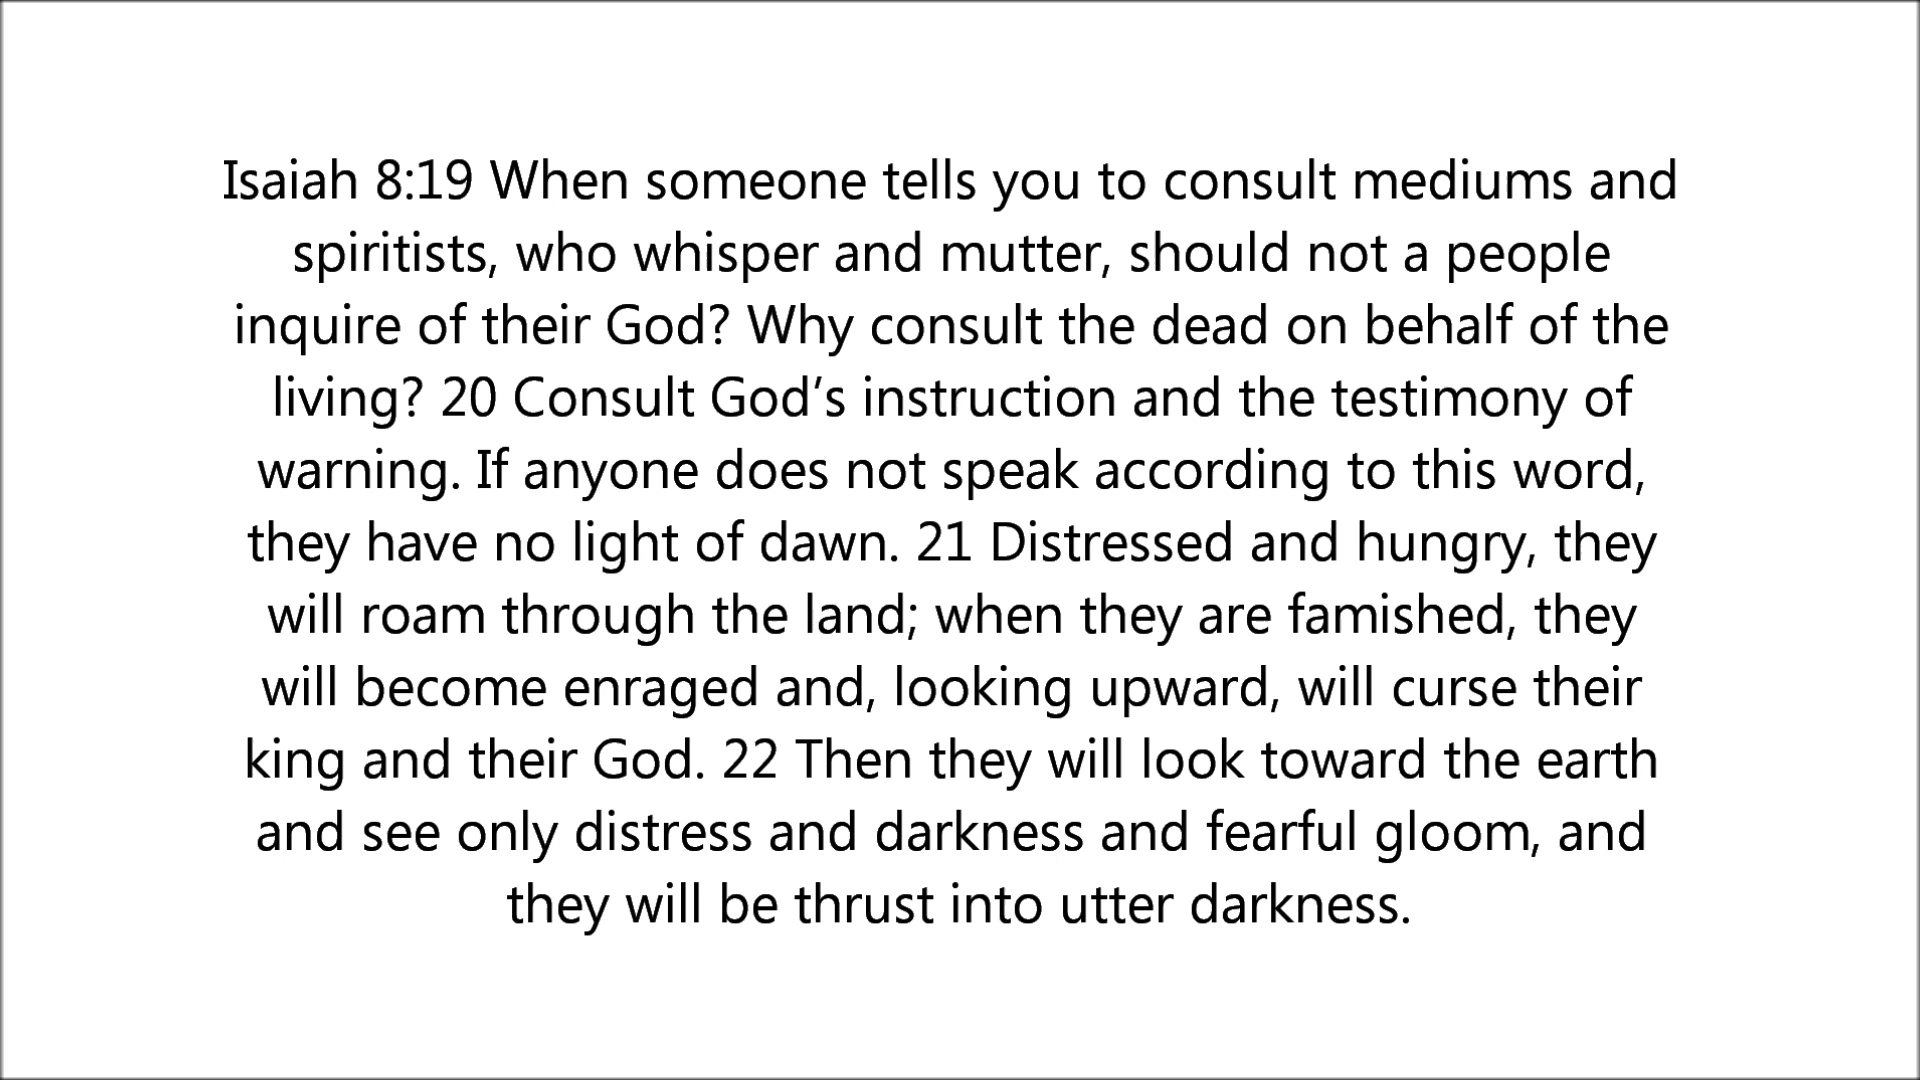 Isaiah 8:19 When someone tells you to consult mediums and
spiritists, who whisper and mutter, should not a people
inquire of their God? Why consult the dead on behalf of the
living? 20 Consult God’s instruction and the testimony of
warning. If anyone does not speak according to this word,
they have no light of dawn. 21 Distressed and hungry, they
will roam through the land; when they are famished, they
will become enraged and, looking upward, will curse their
king and their God. 22 Then they will look toward the earth
and see only distress and darkness and fearful gloom, and
they will be thrust into utter darkness.